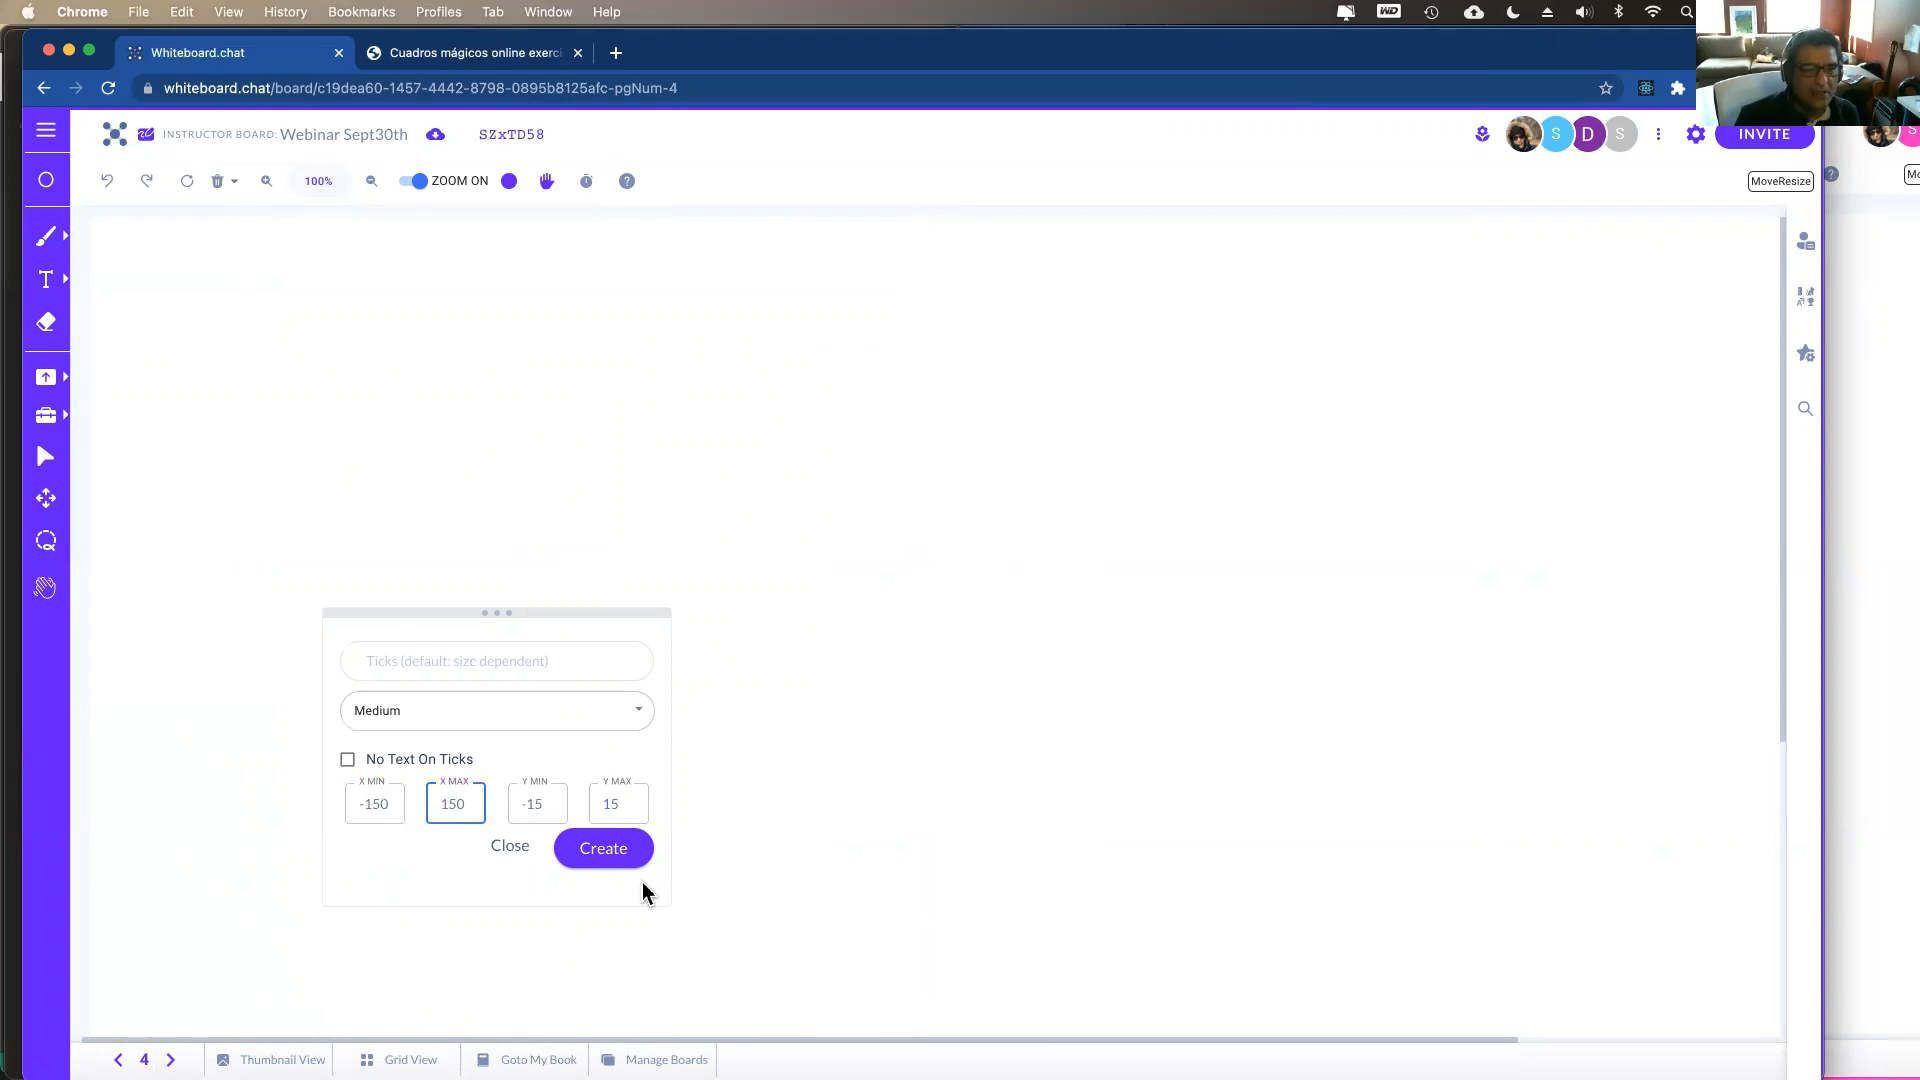 Chrome File Edit View History Bookmarks Profiles Tab Window Help WD
Whiteboard.chat Cuadros mágicos online exerci
whiteboard.chat/board/c19dea60-1457-4442-8798-0895b8125afc-pgNum-4
INSTRUCTOR BOARD: Webinar Sept30th SZxTD58 S D S INVITE
100% ZOOM ON MoveResize
Ticks (default: size dependent)
Medium
No Text On Ticks
X MIN X MAX Y MIN Y MAX
-150 150 -15 15
Close Create
4 Thumbnail View Grid View Goto My Book Manage Boards